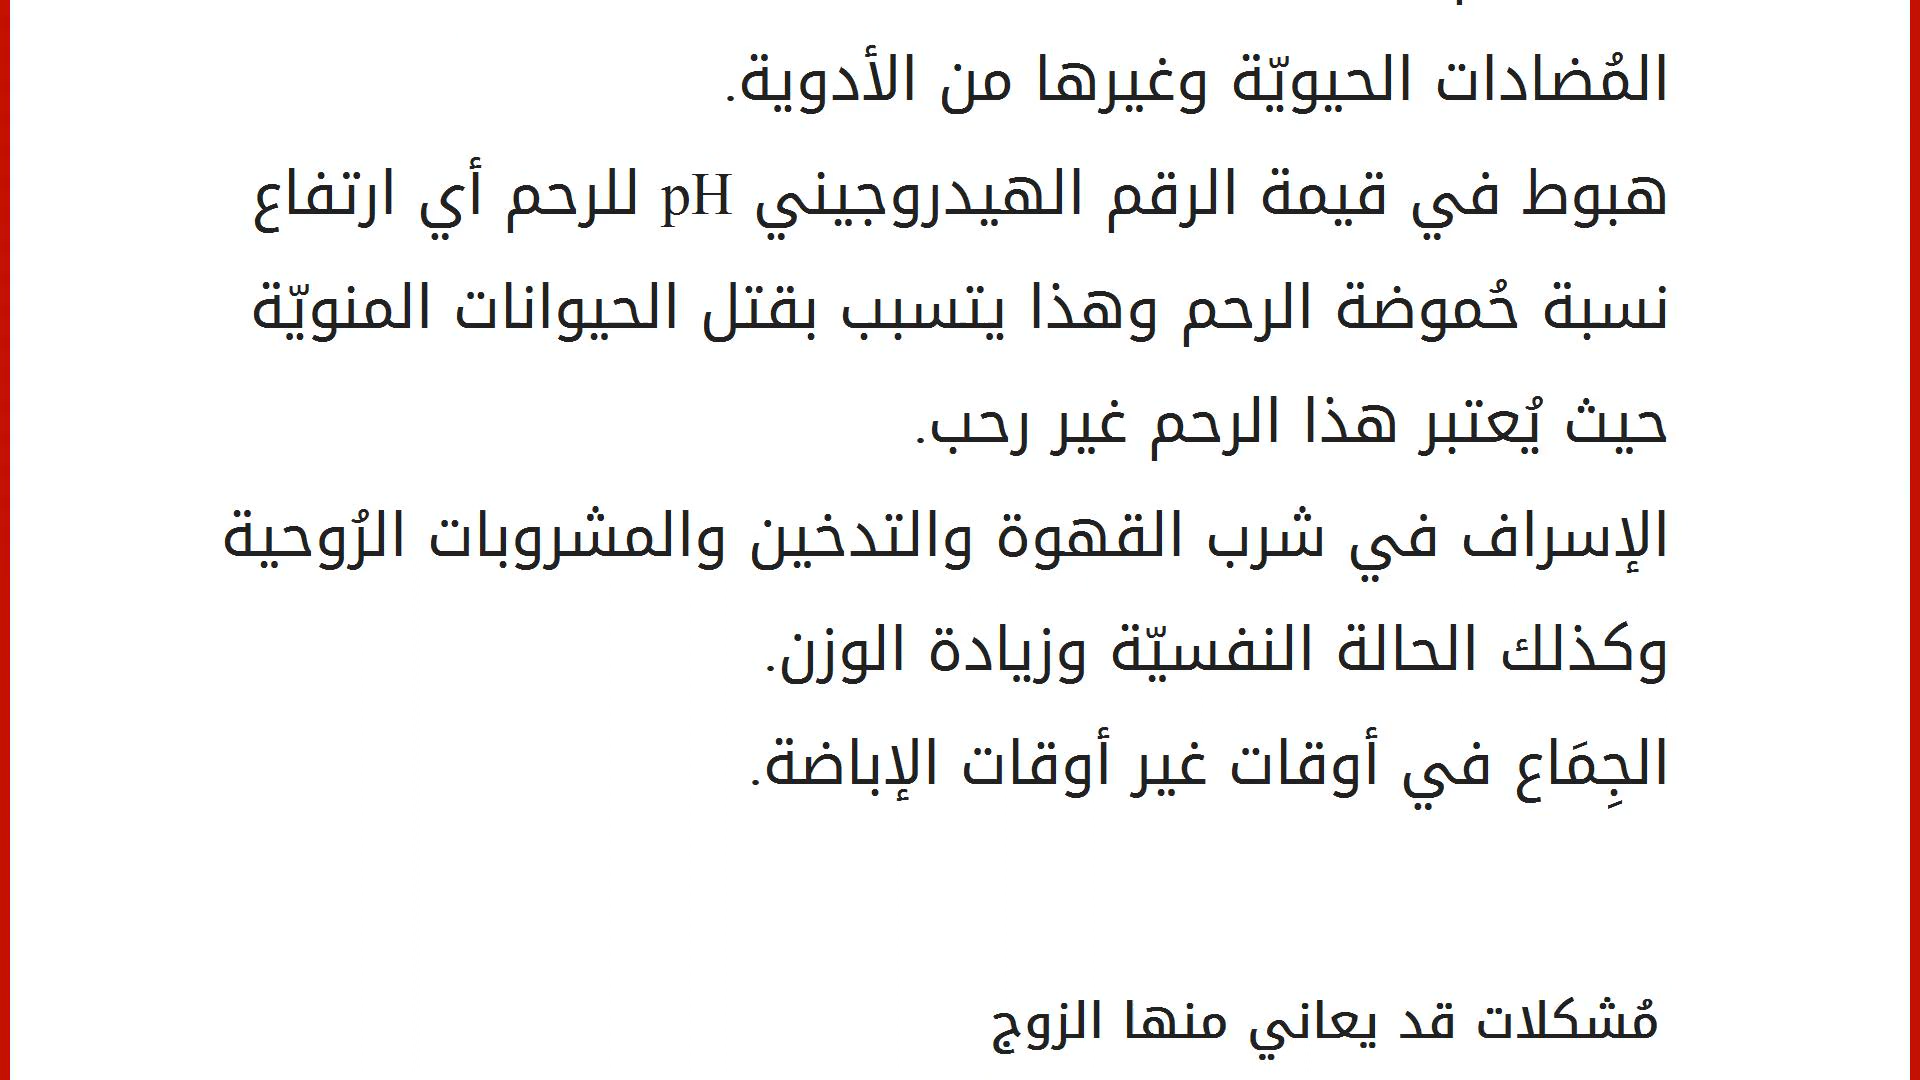 المُضادات الحيويّة وغيرها من الأدوية.
هبوط في قيمة الرقم الهيدروجيني pH للرحم أي ارتفاع
نسبة حُموضة الرحم وهذا يتسبب بقتل الحيوانات المنويّة
حيث يُعتبر هذا الرحم غير رحب.
الإسراف في شرب القهوة والتدخين والمشروبات الرُوحية
وكذلك الحالة النفسيّة وزيادة الوزن.
الجِمَاع في أوقات غير أوقات الإباضة.
مُشكلات قد يعاني منها الزوج